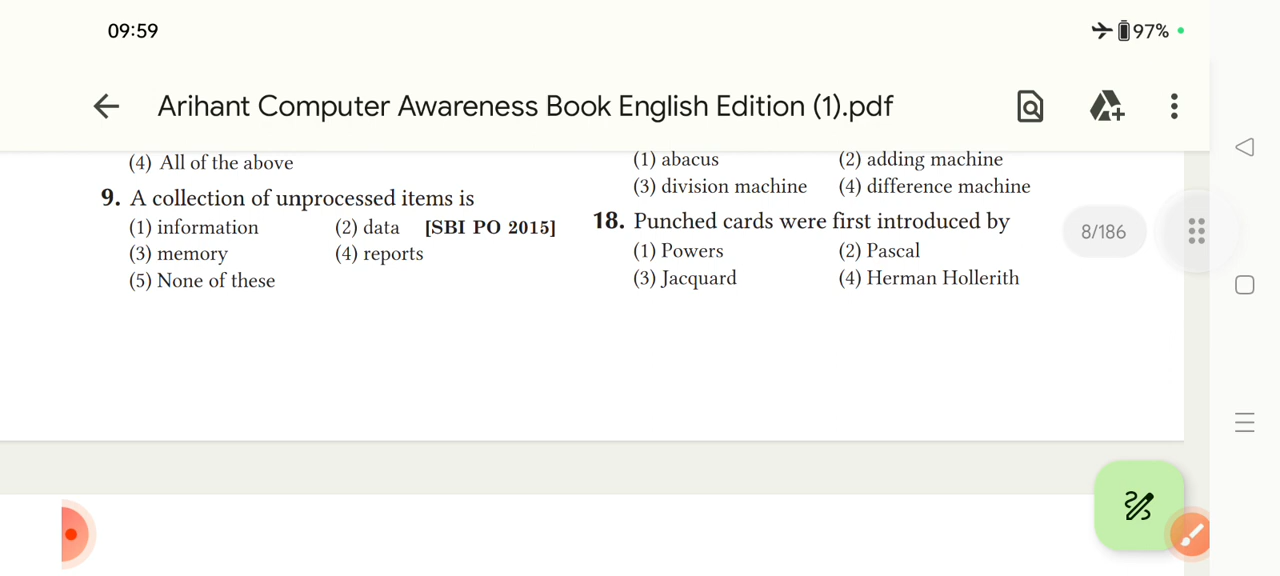 09:59
97%
Arihant Computer Awareness Book English Edition (1).pdf
(4) All of the above
9. A collection of unprocessed items is
(1) information (2) data [SBI PO 2015]
(3) memory (4) reports
(5) None of these
(1) abacus (2) adding machine
(3) division machine (4) difference machine
18. Punched cards were first introduced by
(1) Powers (2) Pascal
(3) Jacquard (4) Herman Hollerith
8/186